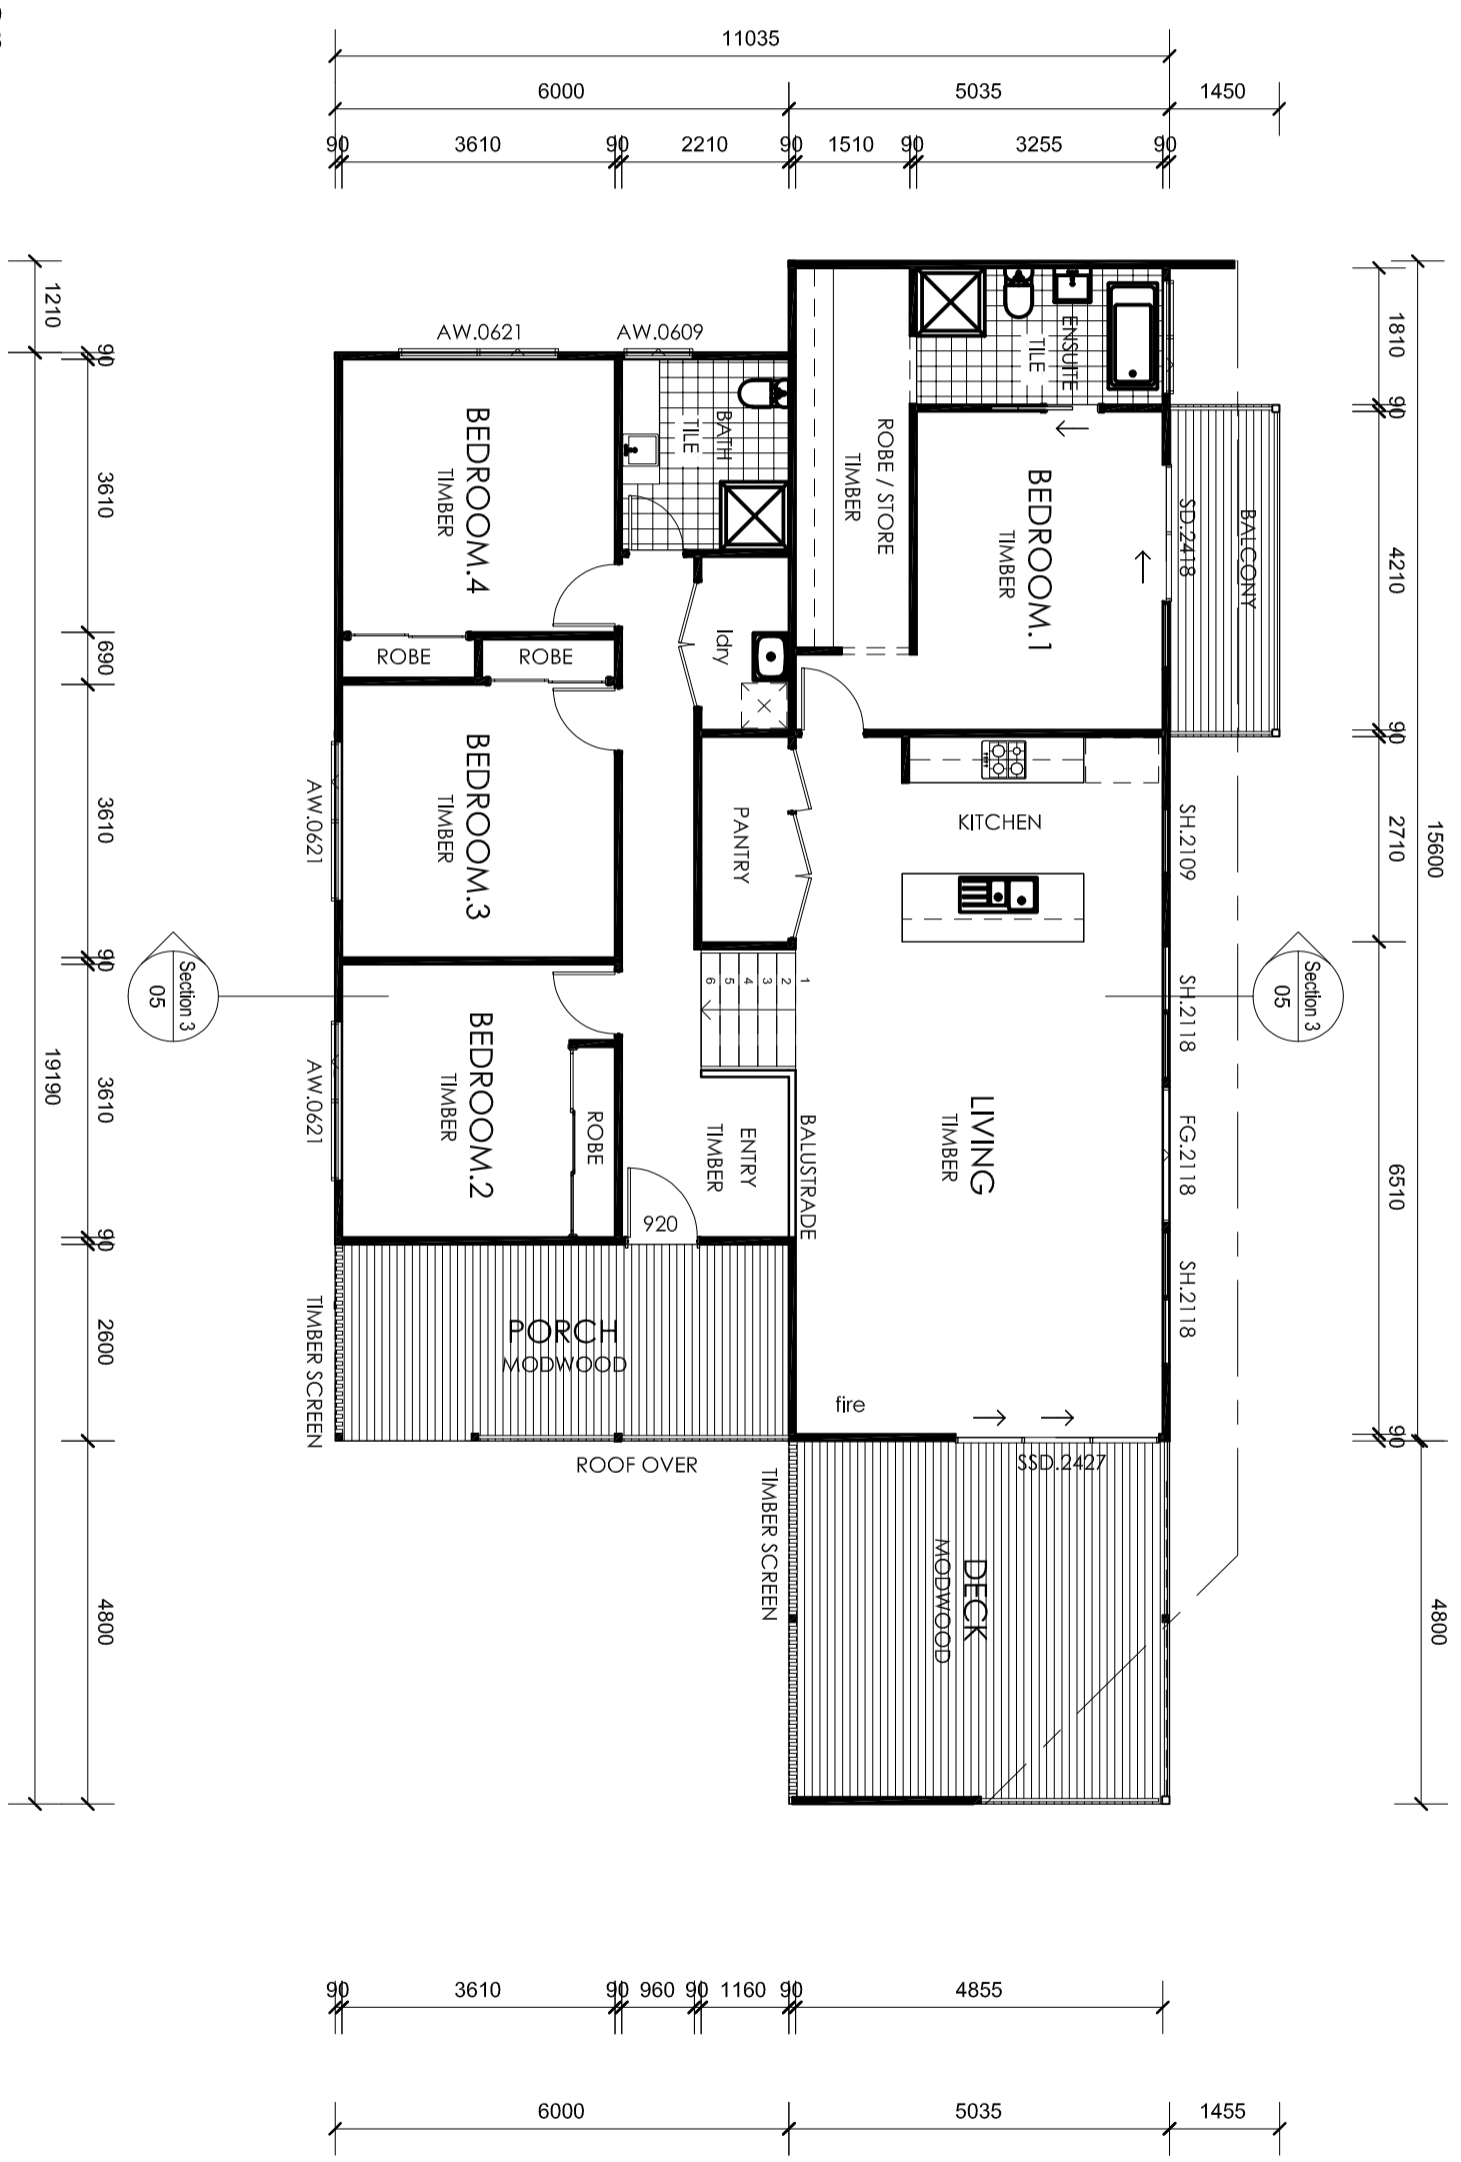 11035
6000
5035
1450
90
3610
90
2210
90
1510
90
3255
90
1210
19190
90
3610
690
3610
90
3610
90
2600
4800
15600
4800
1810
90
4210
90
2710
6510
90
AW.0621
AW.0609
AW.0621
AW.0621
BEDROOM.4
TIMBER
BATH
TILE
ENSUITE
TILE
ROBE / STORE
TIMBER
BEDROOM.1
TIMBER
SD.2418
BALCONY
ROBE
ROBE
ldry
BEDROOM.3
TIMBER
PANTRY
KITCHEN
SH.2109
SH.2118
FG.2118
SH.2118
Section 3
05
Section 3
05
1
2
3
4
5
6
BEDROOM.2
TIMBER
ROBE
ENTRY
TIMBER
BALUSTRADE
LIVING
TIMBER
920
PORCH
MODWOOD
TIMBER SCREEN
fire
ROOF OVER
TIMBER SCREEN
SSD.2427
DECK
MODWOOD
90
3610
90
960
90
1160
90
4855
6000
5035
1455